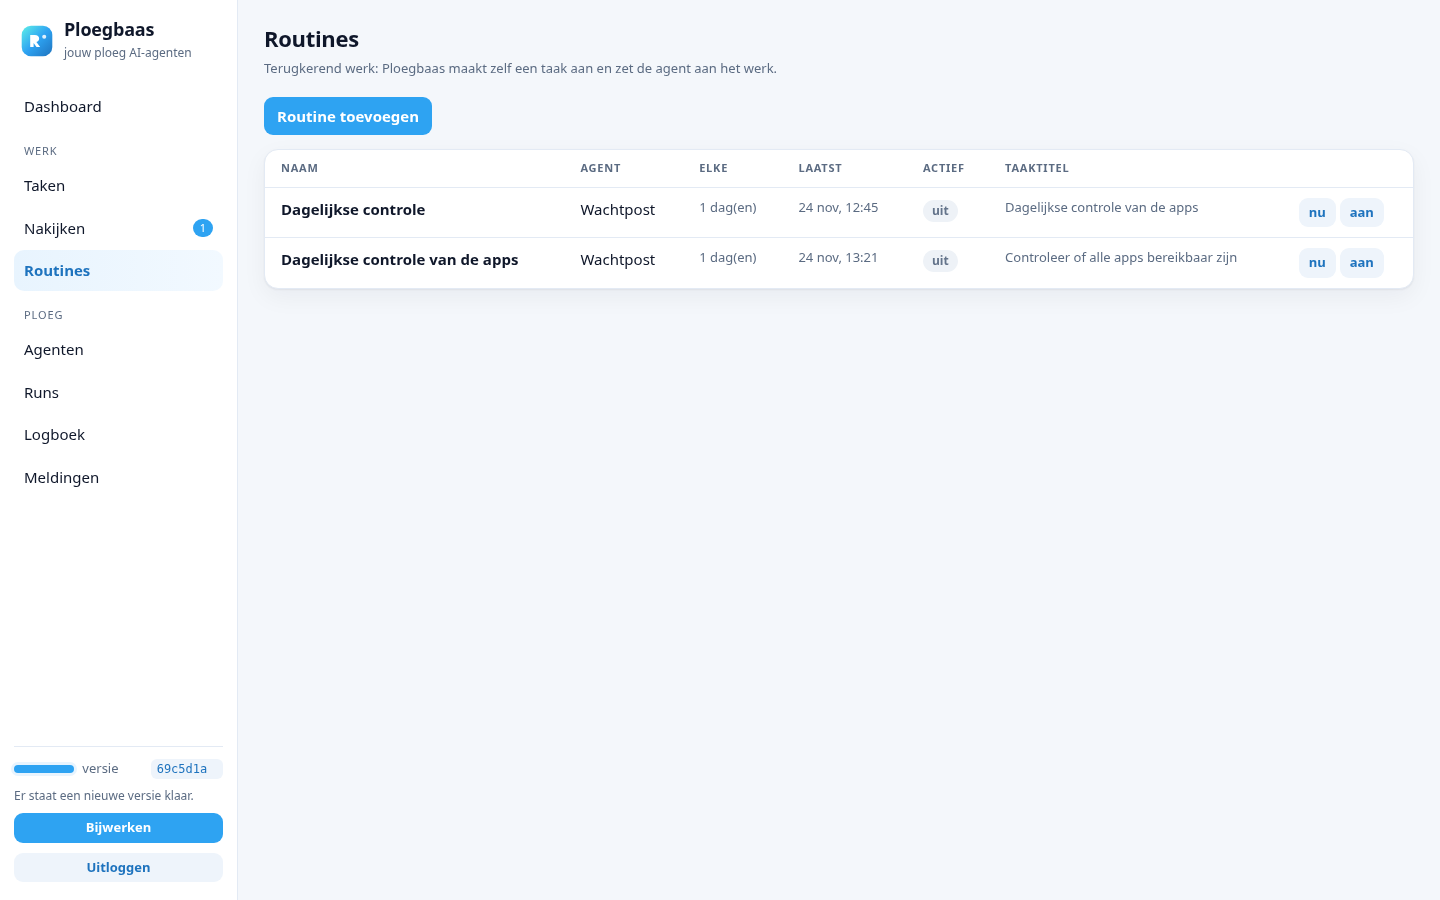 Ploegbaas
jouw ploeg AI-agenten
Dashboard
WERK
Taken
Nakijken 1
Routines
PLOEG
Agenten
Runs
Logboek
Meldingen
versie 69c5d1a
Er staat een nieuwe versie klaar.
Bijwerken
Uitloggen
Routines
Terugkerend werk: Ploegbaas maakt zelf een taak aan en zet de agent aan het werk.
Routine toevoegen
NAAM AGENT ELKE LAATST ACTIEF TAAKTITEL
Dagelijkse controle Wachtpost 1 dag(en) 24 nov, 12:45 uit Dagelijkse controle van de apps nu aan
Dagelijkse controle van de apps Wachtpost 1 dag(en) 24 nov, 13:21 uit Controleer of alle apps bereikbaar zijn nu aan